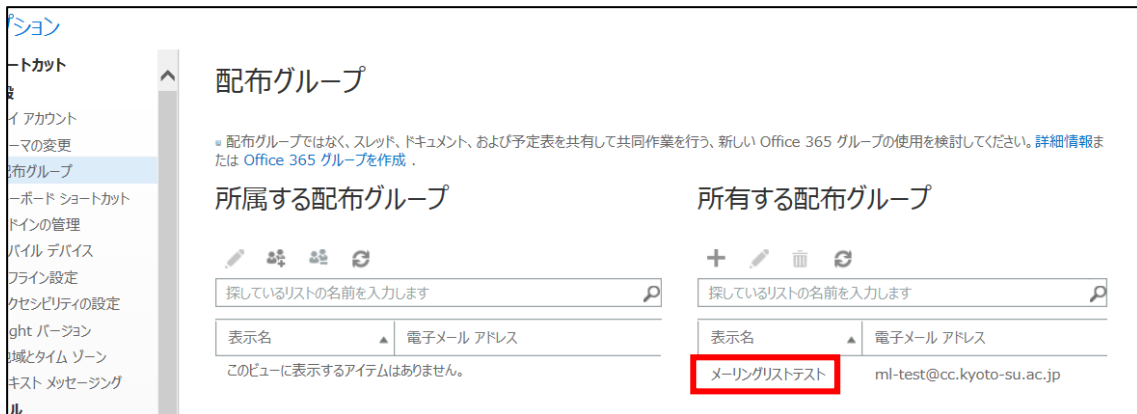 プション
ートカット
イ アカウント
ーマの変更
布グループ
ーボード ショートカット
ドインの管理
バイル デバイス
フライン設定
クセシビリティの設定
ght バージョン
域とタイム ゾーン
キスト メッセージング
ル
配布グループ
配布グループではなく、スレッド、ドキュメント、および予定表を共有して共同作業を行う、新しい Office 365 グループの使用を検討してください。詳細情報ま
たは Office 365 グループを作成 .
所属する配布グループ
探しているリストの名前を入力します
表示名 電子メール アドレス
このビューに表示するアイテムはありません。
所有する配布グループ
探しているリストの名前を入力します
表示名 電子メール アドレス
メーリングリストテスト ml-test@cc.kyoto-su.ac.jp